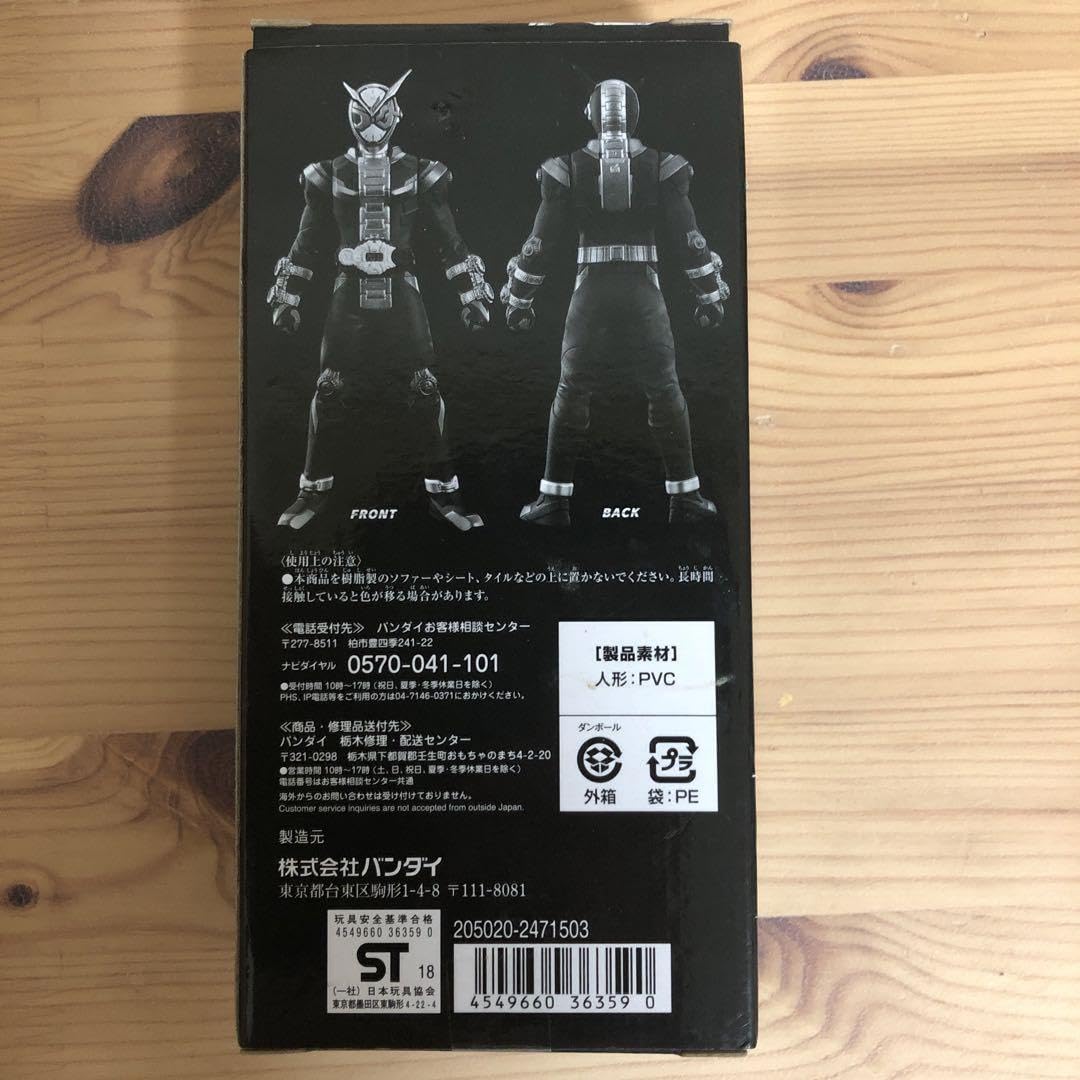 FRONT
BACK
〈使用上の注意〉
●本商品を樹脂製のソファーやシート、タイルなどの上に置かないでください。長時間
接触していると色が移る場合があります。
≪電話受付先≫ バンダイお客様相談センター
〒277-8511 柏市豊四季241-22
ナビダイヤル 0570-041-101
●受付時間 10時~17時(祝日、夏季・冬季休業日を除く)
PHS、IP電話等をご利用の方は04-7146-0371におかけください。
≪商品・修理品送付先≫
バンダイ 栃木修理・配送センター
〒321-0298 栃木県下都賀郡壬生町おもちゃのまち4-2-20
●営業時間 10時~17時(土、日、祝日、夏季・冬季休業日を除く)
電話番号はお客様相談センター共通
海外からのお問い合わせは受け付けておりません。
Customer service inquiries are not accepted from outside Japan.
【製品素材】
人形:PVC
ダンボール
プラ
外箱
袋:PE
製造元
株式会社バンダイ
東京都台東区駒形1-4-8 〒111-8081
玩具安全基準合格
4549660 36359 0
ST 18
(一社)日本玩具協会
東京都墨田区東駒形4-22-4
205020-2471503
4549660 36359 0